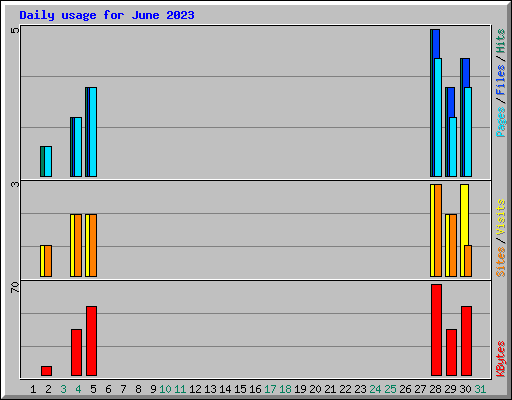 Daily usage for June 2023
5
3
70
Pages / Files / Hits
Sites / Visits
KBytes
1 2 3 4 5 6 7 8 9 10 11 12 13 14 15 16 17 18 19 20 21 22 23 24 25 26 27 28 29 30 31